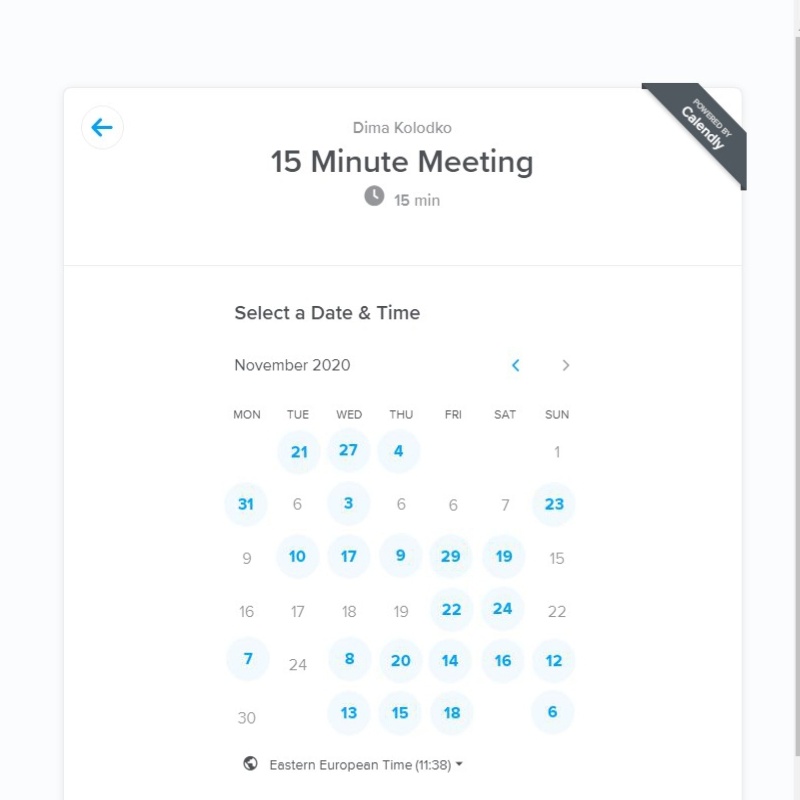 POWERED BY
Calendly
Dima Kolodko
15 Minute Meeting
15 min
Select a Date & Time
November 2020
MON TUE WED THU FRI SAT SUN
21 27 4 1
31 6 3 6 6 7 23
9 10 17 9 29 19 15
16 17 18 19 22 24 22
7 24 8 20 14 16 12
30 13 15 18 6
Eastern European Time (11:38)